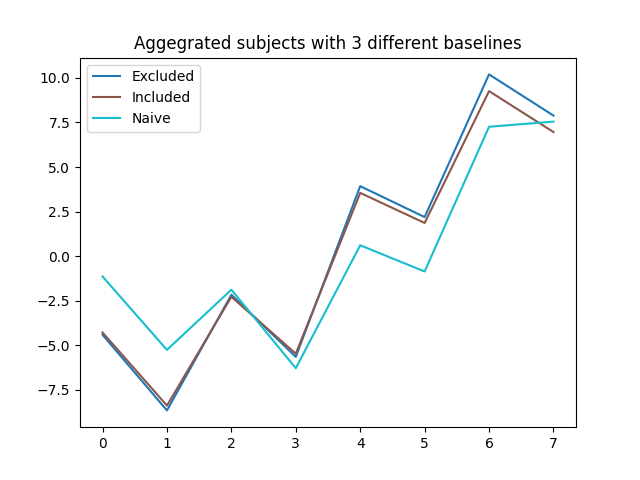 Aggegrated subjects with 3 different baselines
Excluded
Included
Naive
10.0
7.5
5.0
2.5
0.0
−2.5
−5.0
−7.5
0 1 2 3 4 5 6 7